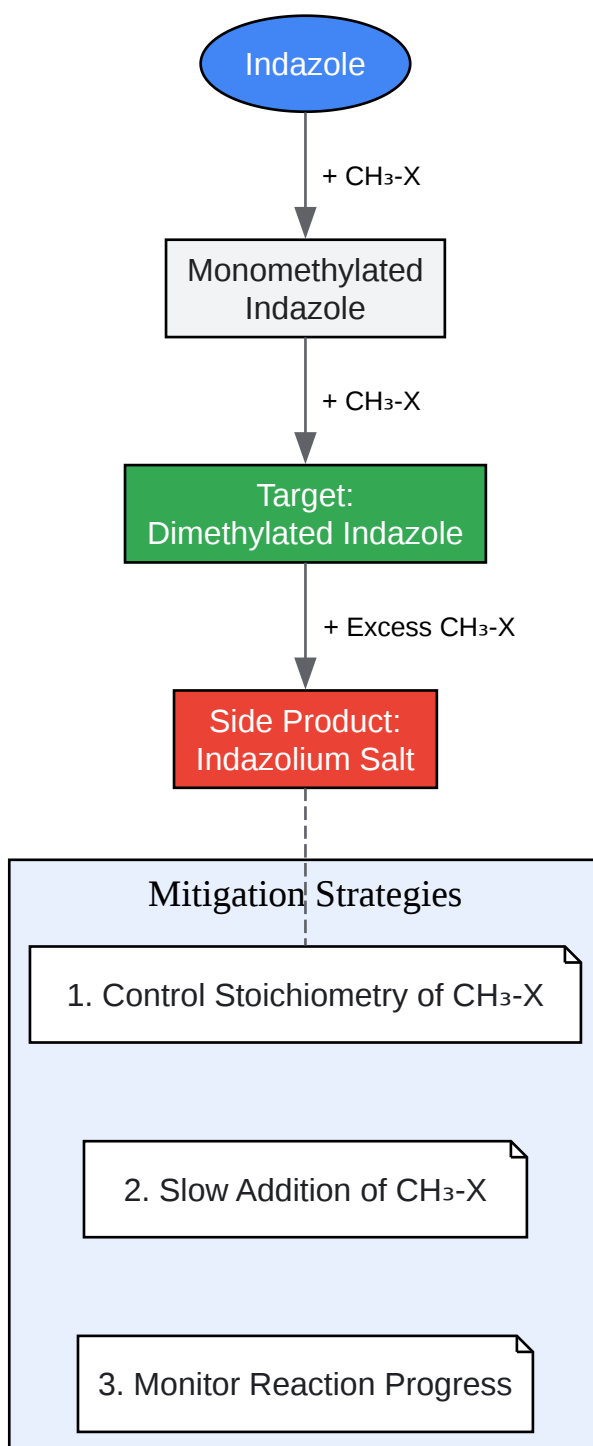 Indazole
+ CH₃-X
Monomethylated
Indazole
+ CH₃-X
Target:
Dimethylated Indazole
+ Excess CH₃-X
Side Product:
Indazolium Salt
Mitigation Strategies
1. Control Stoichiometry of CH₃-X
2. Slow Addition of CH₃-X
3. Monitor Reaction Progress